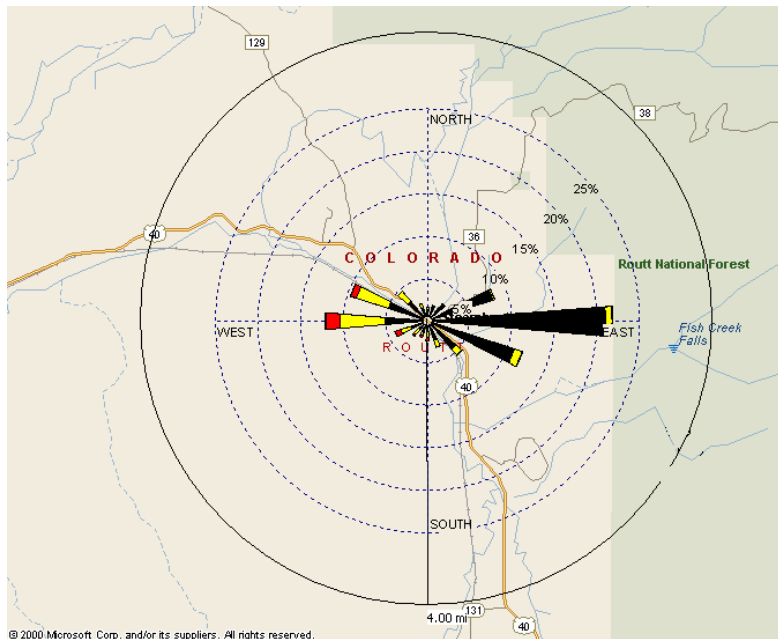 129
38
NORTH
25%
20%
40
36
15%
COLORADO
Routt National Forest
10%
5%
WEST
EAST
Fish Creek
Falls
ROUTT
40
SOUTH
4.00 mi
131
40
© 2000 Microsoft Corp. and/or its suppliers. All rights reserved.